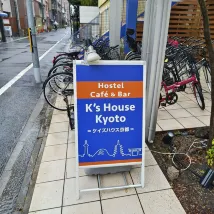 Hostel
Café & Bar
K's House
Kyoto
= ケイズハウス京都 =